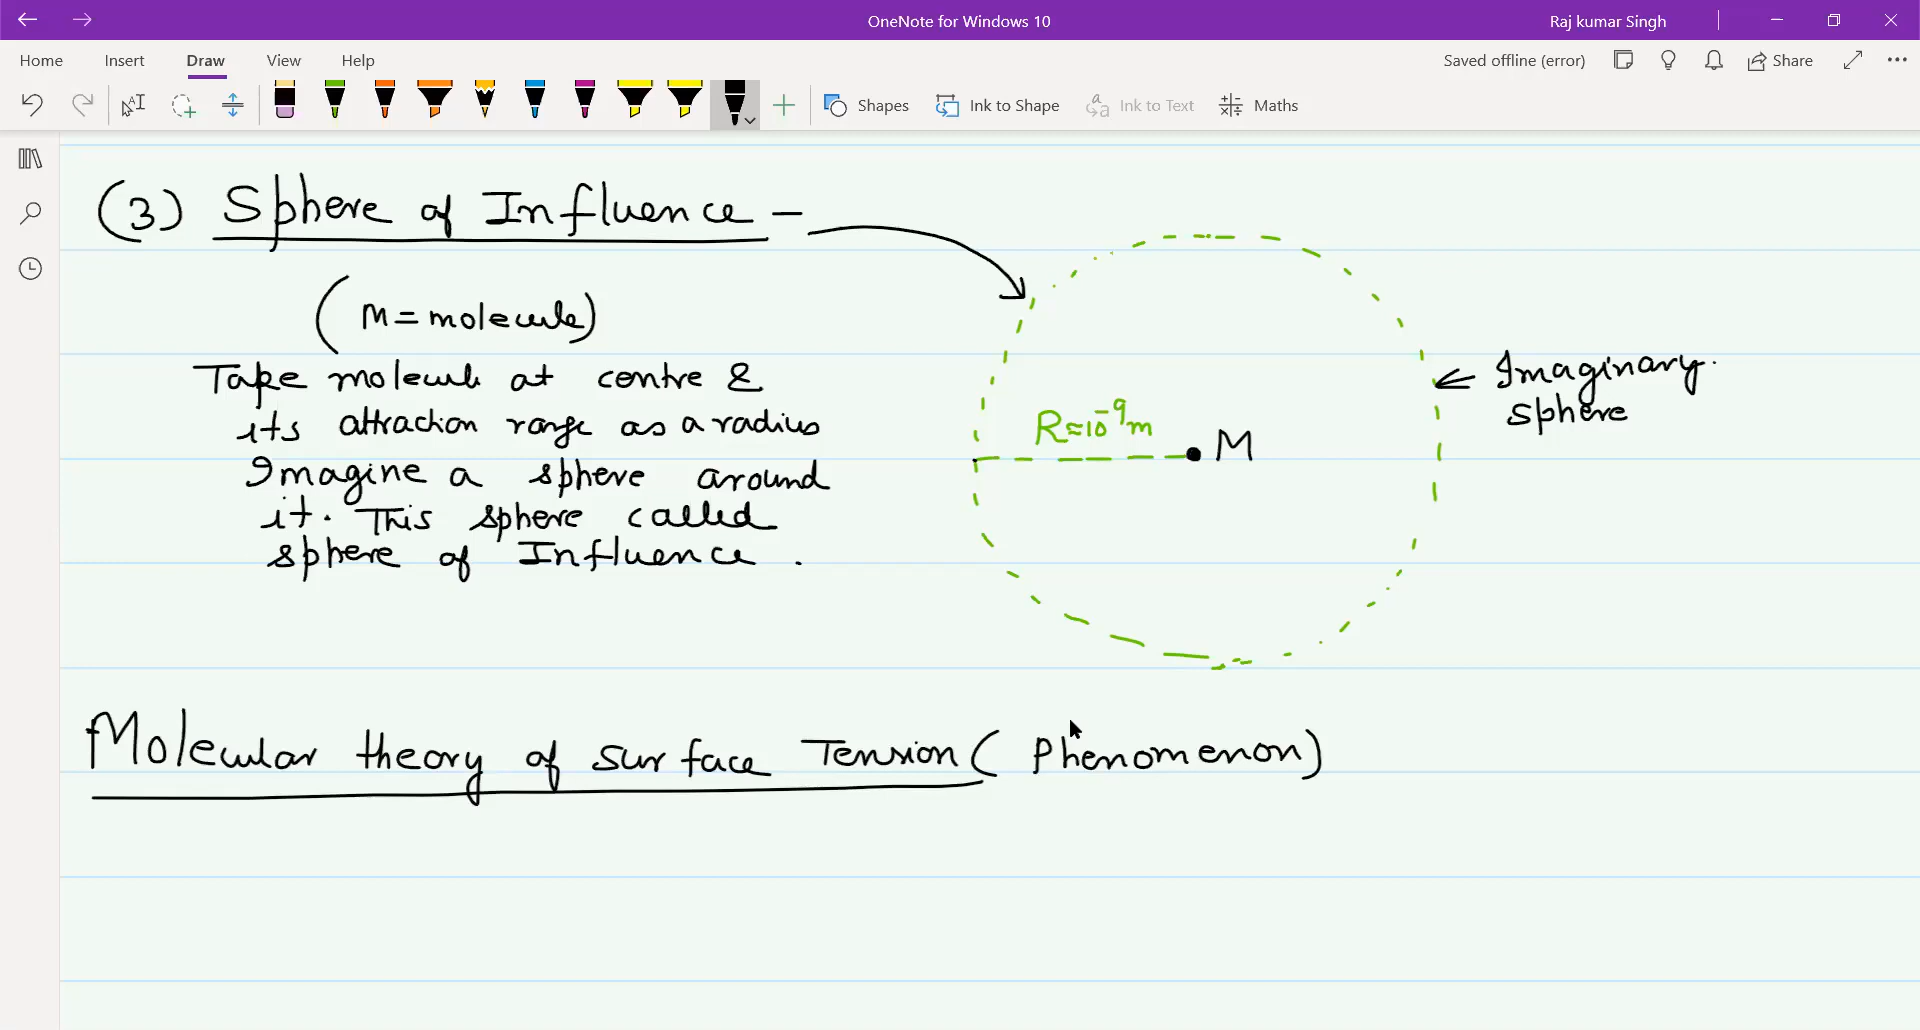 OneNote for Windows 10
Raj kumar Singh
Home Insert Draw View Help
Saved offline (error)
Share
Shapes
Ink to Shape
Ink to Text
Maths
(3) Sphere of Influence –
(M = molecule)
Take molecule at centre &
its attraction range as a radius
Imagine a sphere around
it. This sphere called
sphere of Influence .
R≈10⁻⁹m
M
Imaginary.
sphere
Molecular theory of surface Tension ( Phenomenon)